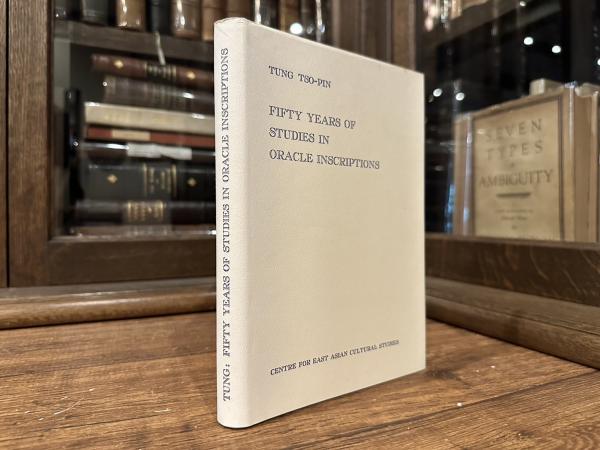 TUNG TSO-PIN
FIFTY YEARS OF
STUDIES IN
ORACLE INSCRIPTIONS
CENTRE FOR EAST ASIAN CULTURAL STUDIES
TUNG: FIFTY YEARS OF STUDIES IN ORACLE INSCRIPTIONS
SEVEN
TYPES
of
AMBIGUITY